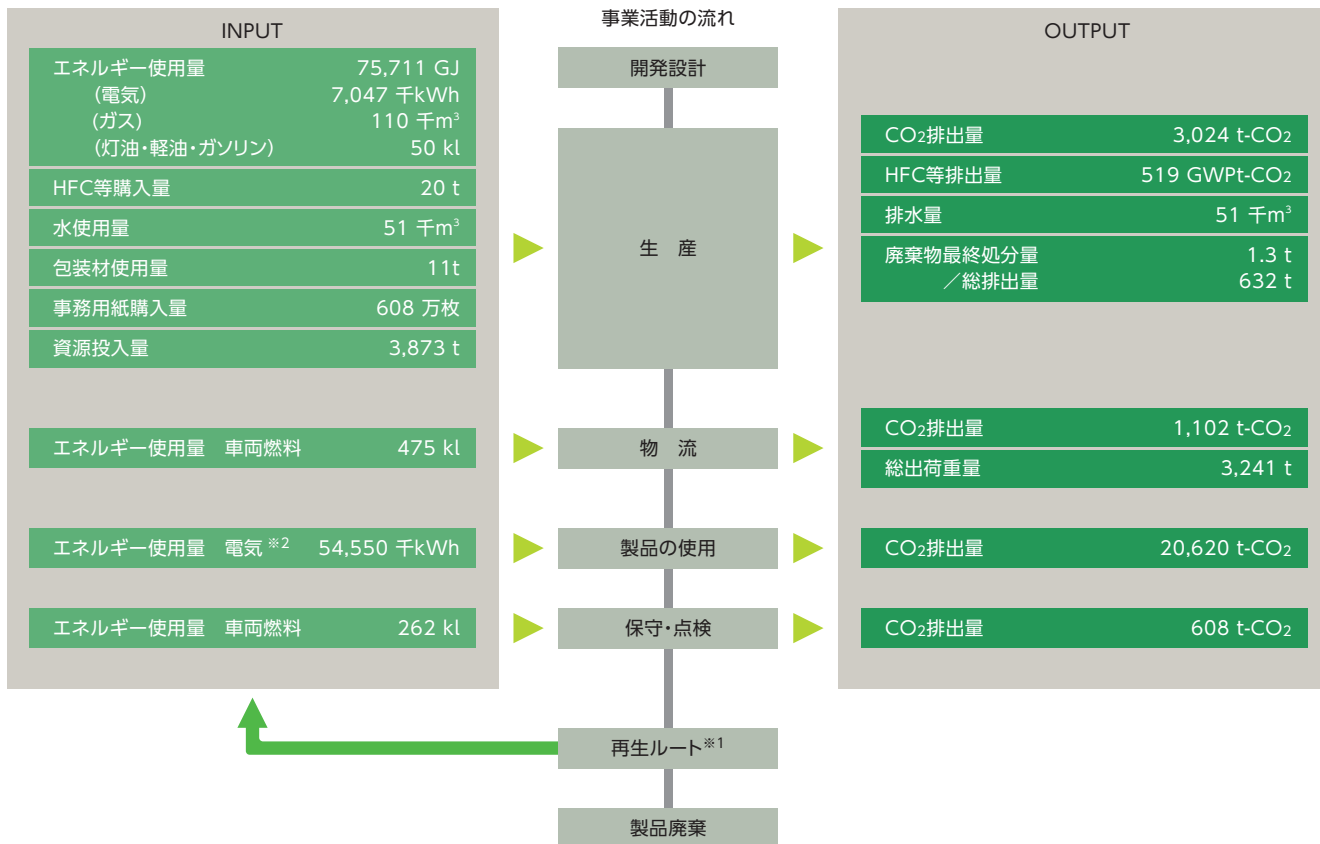 INPUT
エネルギー使用量 75,711 GJ
(電気) 7,047 千kWh
(ガス) 110 千m³
(灯油・軽油・ガソリン) 50 kl
HFC等購入量 20 t
水使用量 51 千m³
包装材使用量 11t
事務用紙購入量 608 万枚
資源投入量 3,873 t
エネルギー使用量 車両燃料 475 kl
エネルギー使用量 電気※2 54,550 千kWh
エネルギー使用量 車両燃料 262 kl
事業活動の流れ
開発設計
生 産
物 流
製品の使用
保守・点検
再生ルート※1
製品廃棄
OUTPUT
CO2排出量 3,024 t-CO2
HFC等排出量 519 GWPt-CO2
排水量 51 千m³
廃棄物最終処分量 1.3 t
／総排出量 632 t
CO2排出量 1,102 t-CO2
総出荷重量 3,241 t
CO2排出量 20,620 t-CO2
CO2排出量 608 t-CO2